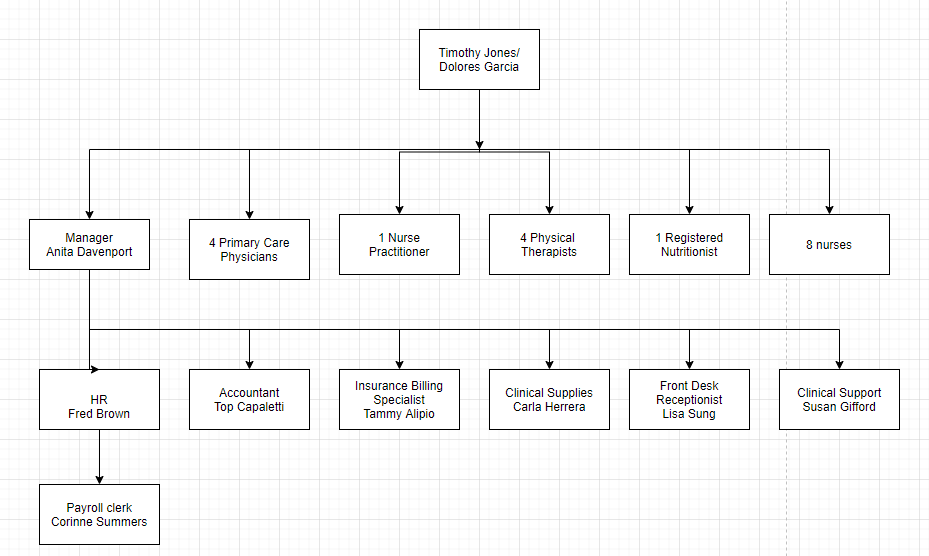 Timothy Jones/
Dolores Garcia
Manager
Anita Davenport
4 Primary Care
Physicians
1 Nurse
Practitioner
4 Physical
Therapists
1 Registered
Nutritionist
8 nurses
HR
Fred Brown
Accountant
Top Capaletti
Insurance Billing
Specialist
Tammy Alipio
Clinical Supplies
Carla Herrera
Front Desk
Receptionist
Lisa Sung
Clinical Support
Susan Gifford
Payroll clerk
Corinne Summers